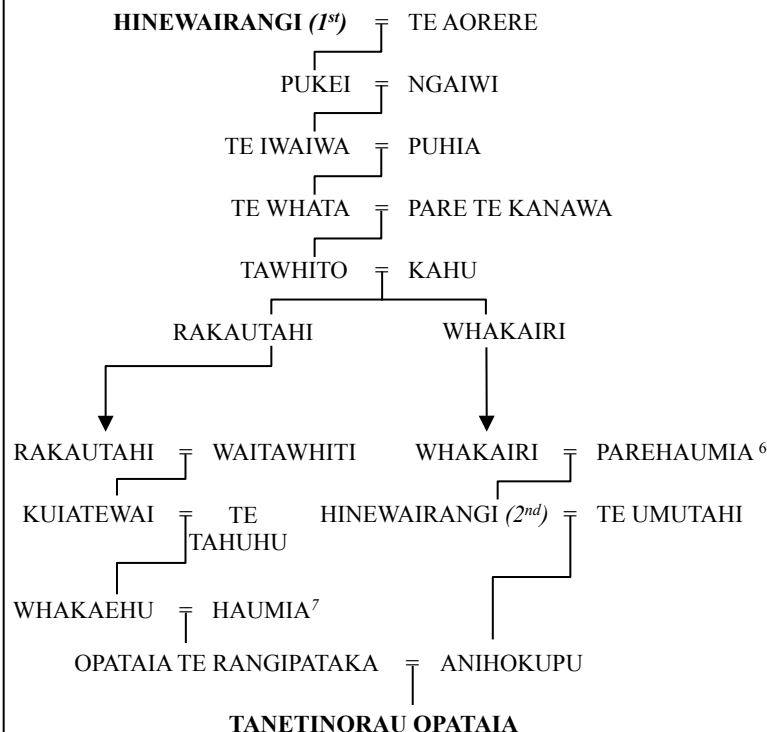 HINEWAIRANGI (1st) = TE AORERE
PUKEI = NGAIWI
TE IWAIWA = PUHIA
TE WHATA = PARE TE KANAWA
TAWHITO = KAHU
RAKAUTAHI WHAKAIRI
RAKAUTAHI = WAITAWHITI WHAKAIRI = PAREHAUMIA 6
KUIATEWAI = TE TAHUHU HINEWAIRANGI (2nd) = TE UMUTAHI
WHAKAEHU = HAUMIA7
OPATAIA TE RANGIPATAKA = ANIHOKUPU
TANETINORAU OPATAIA